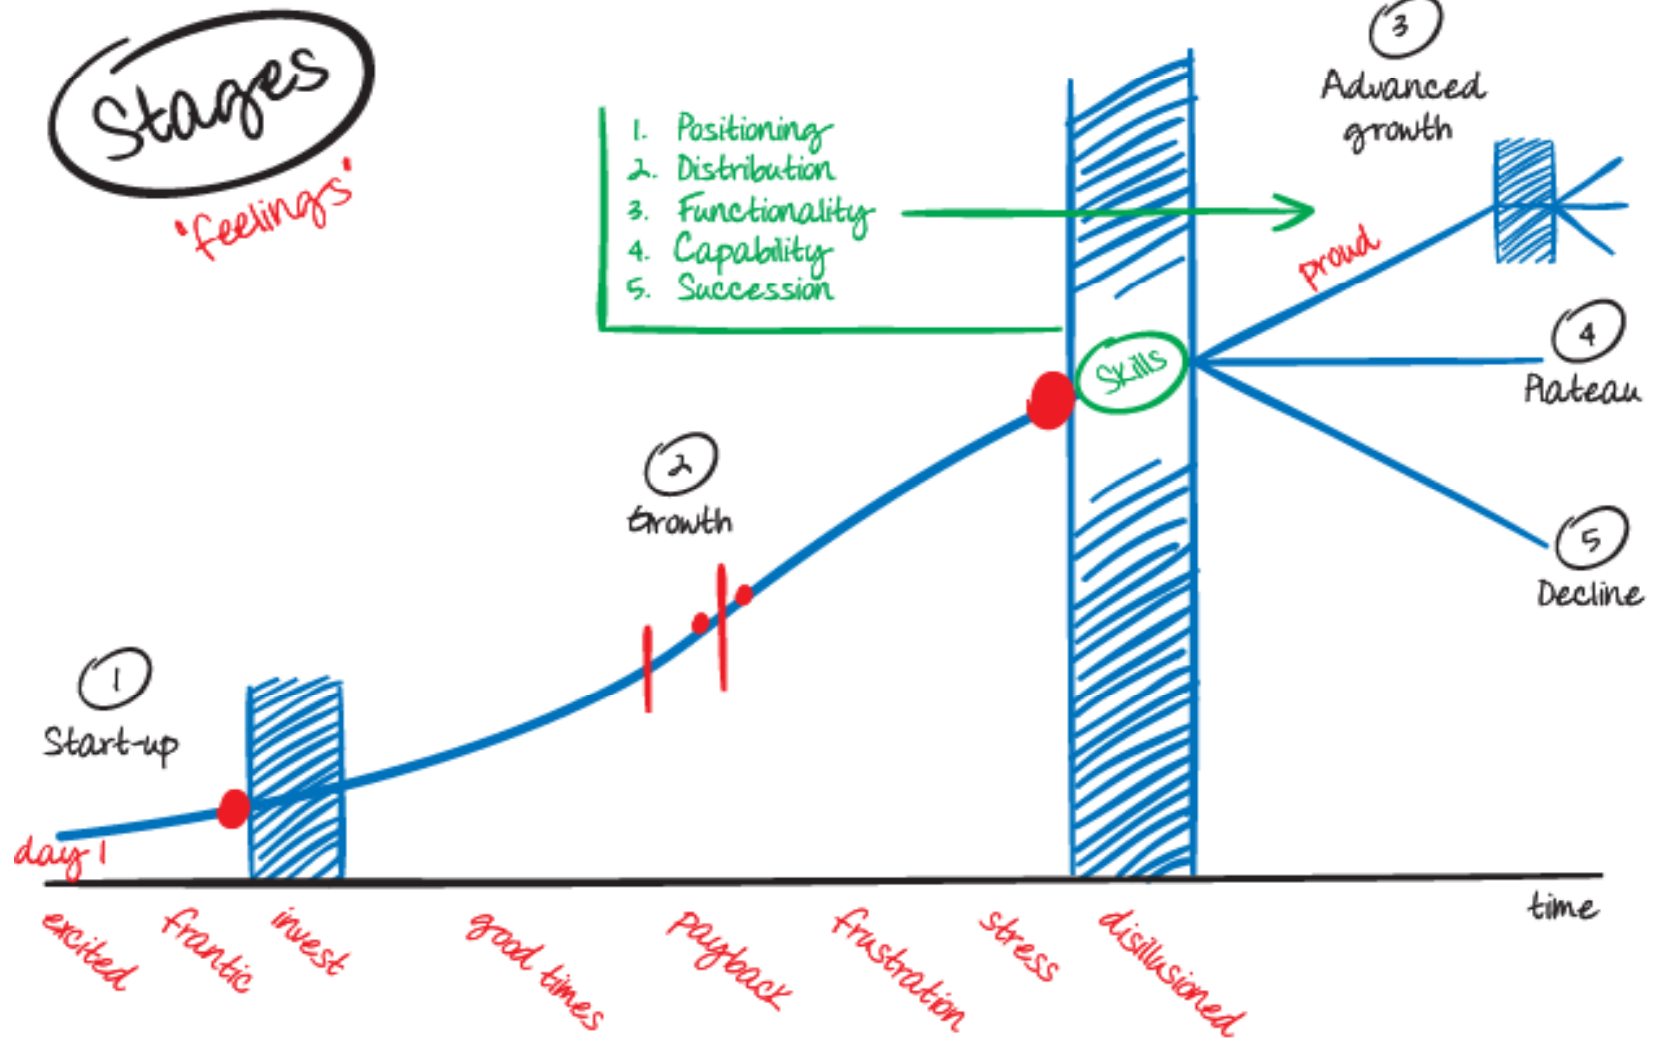 Stages
"feelings"
1. Positioning
2. Distribution
3. Functionality
4. Capability
5. Succession
3
Advanced
growth
proud
Skills
4
Plateau
2
Growth
5
Decline
1
Start-up
day 1
time
excited
frantic
invest
good times
payback
frustration
stress
disillusioned